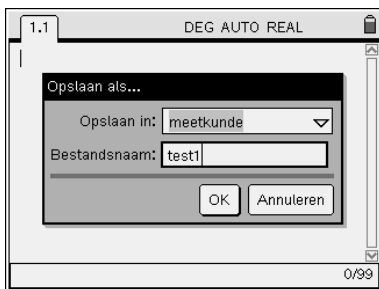 1.1 DEG AUTO REAL
Opslaan als...
Opslaan in: meetkunde
Bestandsnaam: test1
OK Annuleren
0/99